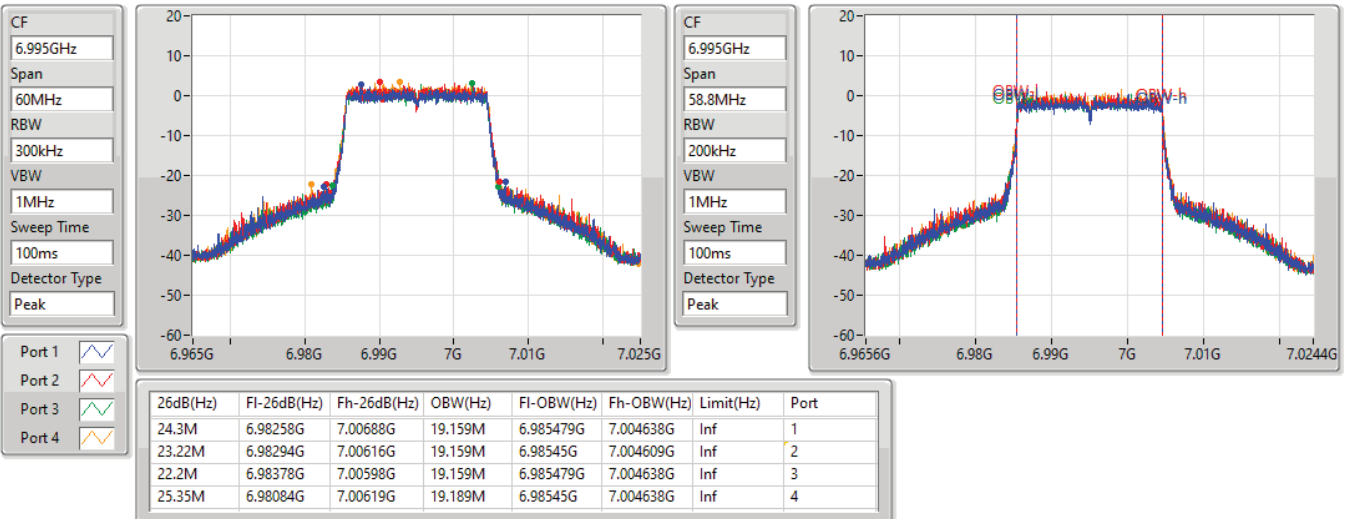 CF
6.995GHz
Span
60MHz
RBW
300kHz
VBW
1MHz
Sweep Time
100ms
Detector Type
Peak
Port 1
Port 2
Port 3
Port 4
20
10
0
-10
-20
-30
-40
-50
-60
6.965G 6.98G 6.99G 7G 7.01G 7.025G
CF
6.995GHz
Span
58.8MHz
RBW
200kHz
VBW
1MHz
Sweep Time
100ms
Detector Type
Peak
20
10
0
-10
-20
-30
-40
-50
-60
OBW-h
6.9656G 6.98G 6.99G 7G 7.01G 7.0244G
26dB(Hz) Fl-26dB(Hz) Fh-26dB(Hz) OBW(Hz) Fl-OBW(Hz) Fh-OBW(Hz) Limit(Hz) Port
24.3M 6.98258G 7.00688G 19.159M 6.985479G 7.004638G Inf 1
23.22M 6.98294G 7.00616G 19.159M 6.98545G 7.004609G Inf 2
22.2M 6.98378G 7.00598G 19.159M 6.985479G 7.004638G Inf 3
25.35M 6.98084G 7.00619G 19.189M 6.98545G 7.004638G Inf 4